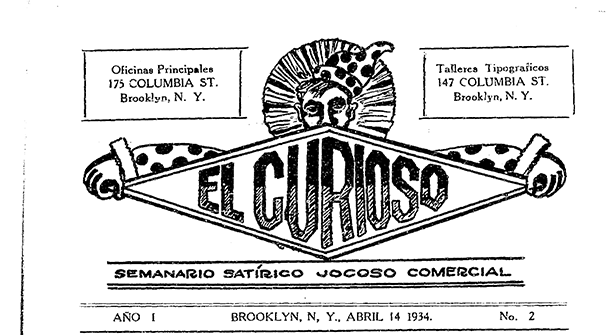 Oficinas Principales
175 COLUMBIA ST.
Brooklyn, N. Y.
Talleres Tipograficos
147 COLUMBIA ST.
Brooklyn, N. Y.
EL CURIOSO
SEMANARIO SATÍRICO JOCOSO COMERCIAL
AÑO I BROOKLYN, N, Y., ABRIL 14 1934. No. 2